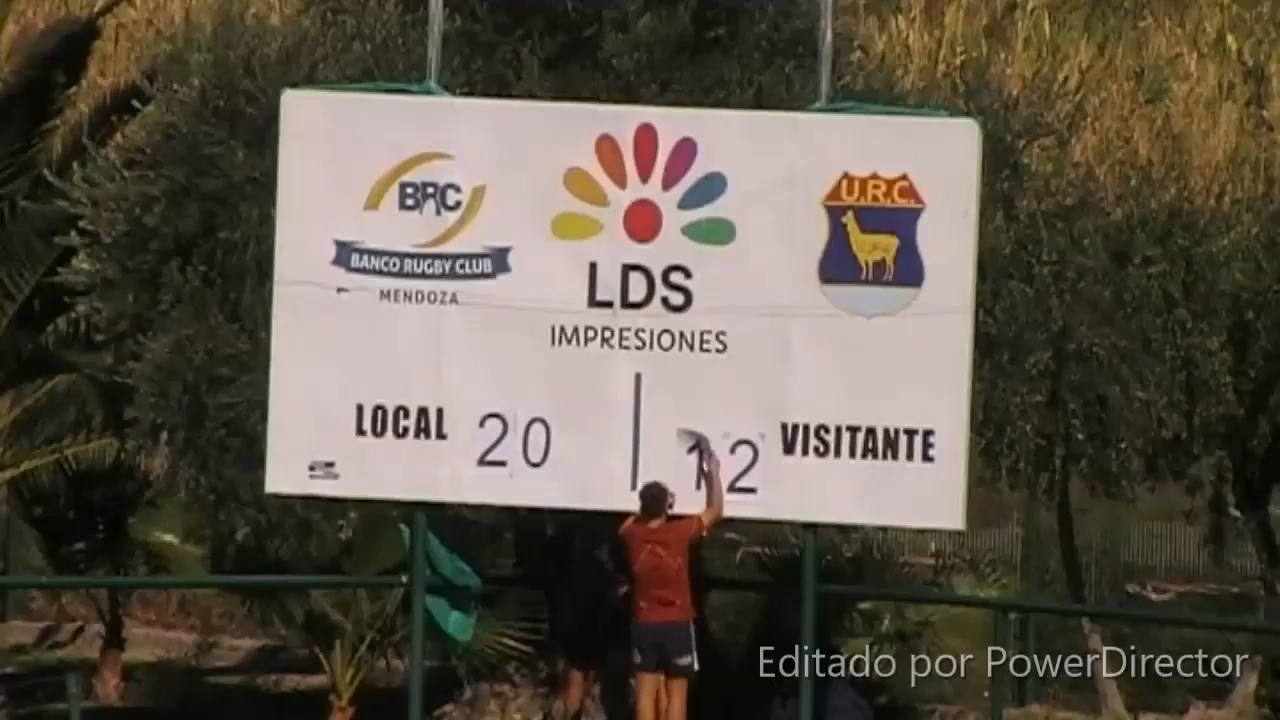 BRC
BANCO RUGBY CLUB
MENDOZA
LDS
IMPRESIONES
U.R.C.
LOCAL 20
12 VISITANTE
Editado por PowerDirector